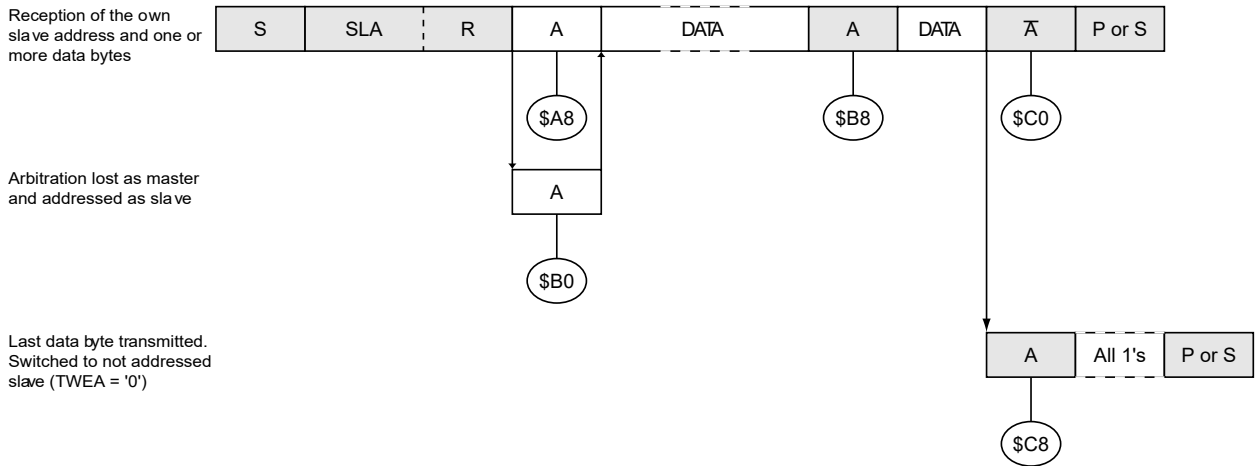 Reception of the own
slave address and one or
more data bytes
S SLA R A DATA A DATA A̅ P or S
$A8 $B8 $C0
Arbitration lost as master
and addressed as slave
A
$B0
Last data byte transmitted.
Switched to not addressed
slave (TWEA = '0')
A All 1's P or S
$C8